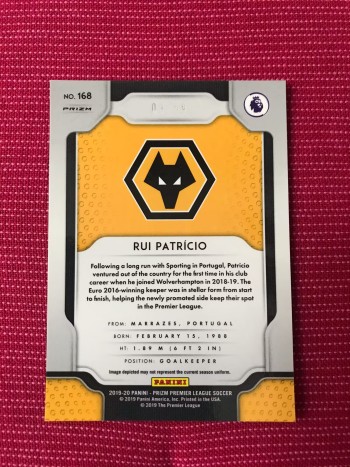 NO. 168
PRIZM
RUI PATRÍCIO
Following a long run with Sporting in Portugal, Patrício
ventured out of the country for the first time in his club
career when he joined Wolverhampton in 2018-19. The
Euro 2016-winning keeper was in stellar form from start
to finish, helping the newly promoted side keep their spot
in the Premier League.
FROM: MARRAZES, PORTUGAL
BORN: FEBRUARY 15, 1988
HT: 1.89 M (6 FT 2 IN)
POSITION: GOALKEEPER
Image depicted may not represent the current season uniform.
PANINI
2019-20 PANINI - PRIZM PREMIER LEAGUE SOCCER
© 2019 Panini America, Inc. Printed in the USA.
© 2019 The Premier League